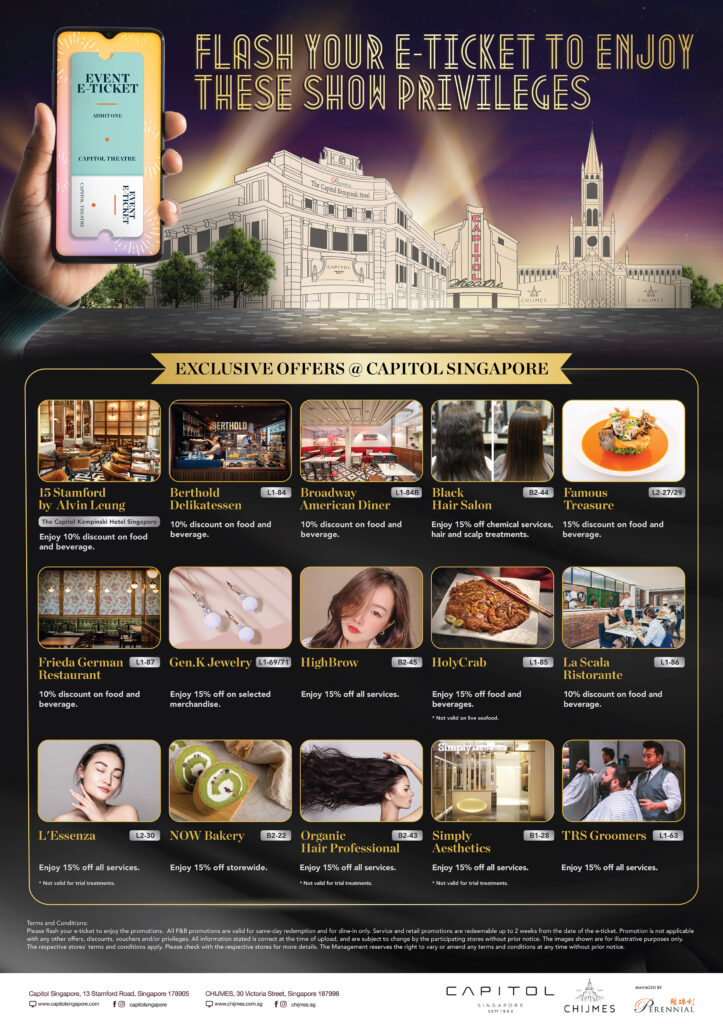 FLASH YOUR E-TICKET TO ENJOY
THESE SHOW PRIVILEGES
EVENT
E-TICKET
ADMIT ONE
CAPITOL THEATRE
EVENT
E-TICKET
CAPITOL THEATRE
The Capitol Kempinski Hotel
CAPITOL
CAPITOL
theatre
CHIJMES
CHIJMES
EXCLUSIVE OFFERS @ CAPITOL SINGAPORE
15 Stamford
by Alvin Leung
The Capitol Kempinski Hotel Singapore
Enjoy 10% discount on food
and beverage.
BERTHOLD
Berthold
Delikatessen
L1-84
10% discount on food and
beverage.
Broadway
American Diner
L1-84B
10% discount on food and
beverage.
Black
Hair Salon
B2-44
Enjoy 15% off chemical services,
hair and scalp treatments.
Famous
Treasure
L2-27/29
15% discount on food and
beverage.
Frieda German
Restaurant
L1-87
10% discount on food and
beverage.
Gen.K Jewelry
L1-69/71
Enjoy 15% off on selected
merchandise.
HighBrow
B2-45
Enjoy 15% off all services.
HolyCrab
L1-85
Enjoy 15% off food and
beverages.
* Not valid on live seafood.
La Scala
Ristorante
L1-86
10% discount on food and
beverage.
L'Essenza
L2-30
Enjoy 15% off all services.
* Not valid for trial treatments.
NOW Bakery
B2-22
Enjoy 15% off storewide.
Organic
Hair Professional
B2-43
Enjoy 15% off all services.
* Not valid for trial treatments.
Simply
Simply
Aesthetics
B1-28
Enjoy 15% off all services.
* Not valid for trial treatments.
TRS Groomers
L1-63
Enjoy 15% off all services.
Terms and Conditions:
Please flash your e-ticket to enjoy the promotions. All F&B promotions are valid for same-day redemption and for dine-in only. Service and retail promotions are redeemable up to 2 weeks from the date of the e-ticket. Promotion is not applicable
with any other offers, discounts, vouchers and/or privileges. All information stated is correct at the time of upload, and are subject to change by the participating stores without prior notice. The images shown are for illustrative purposes only.
The respective stores' terms and conditions apply. Please check with the respective stores for more details. The Management reserves the right to vary or amend any terms and conditions at any time without prior notice.
Capitol Singapore, 13 Stamford Road, Singapore 178905
www.capitolsingapore.com
capitolsingapore
CHIJMES, 30 Victoria Street, Singapore 187996
www.chijmes.com.sg
chijmes.sg
CAPITOL
SINGAPORE
CHIJMES
MANAGED BY
鵬瑞利
PERENNIAL